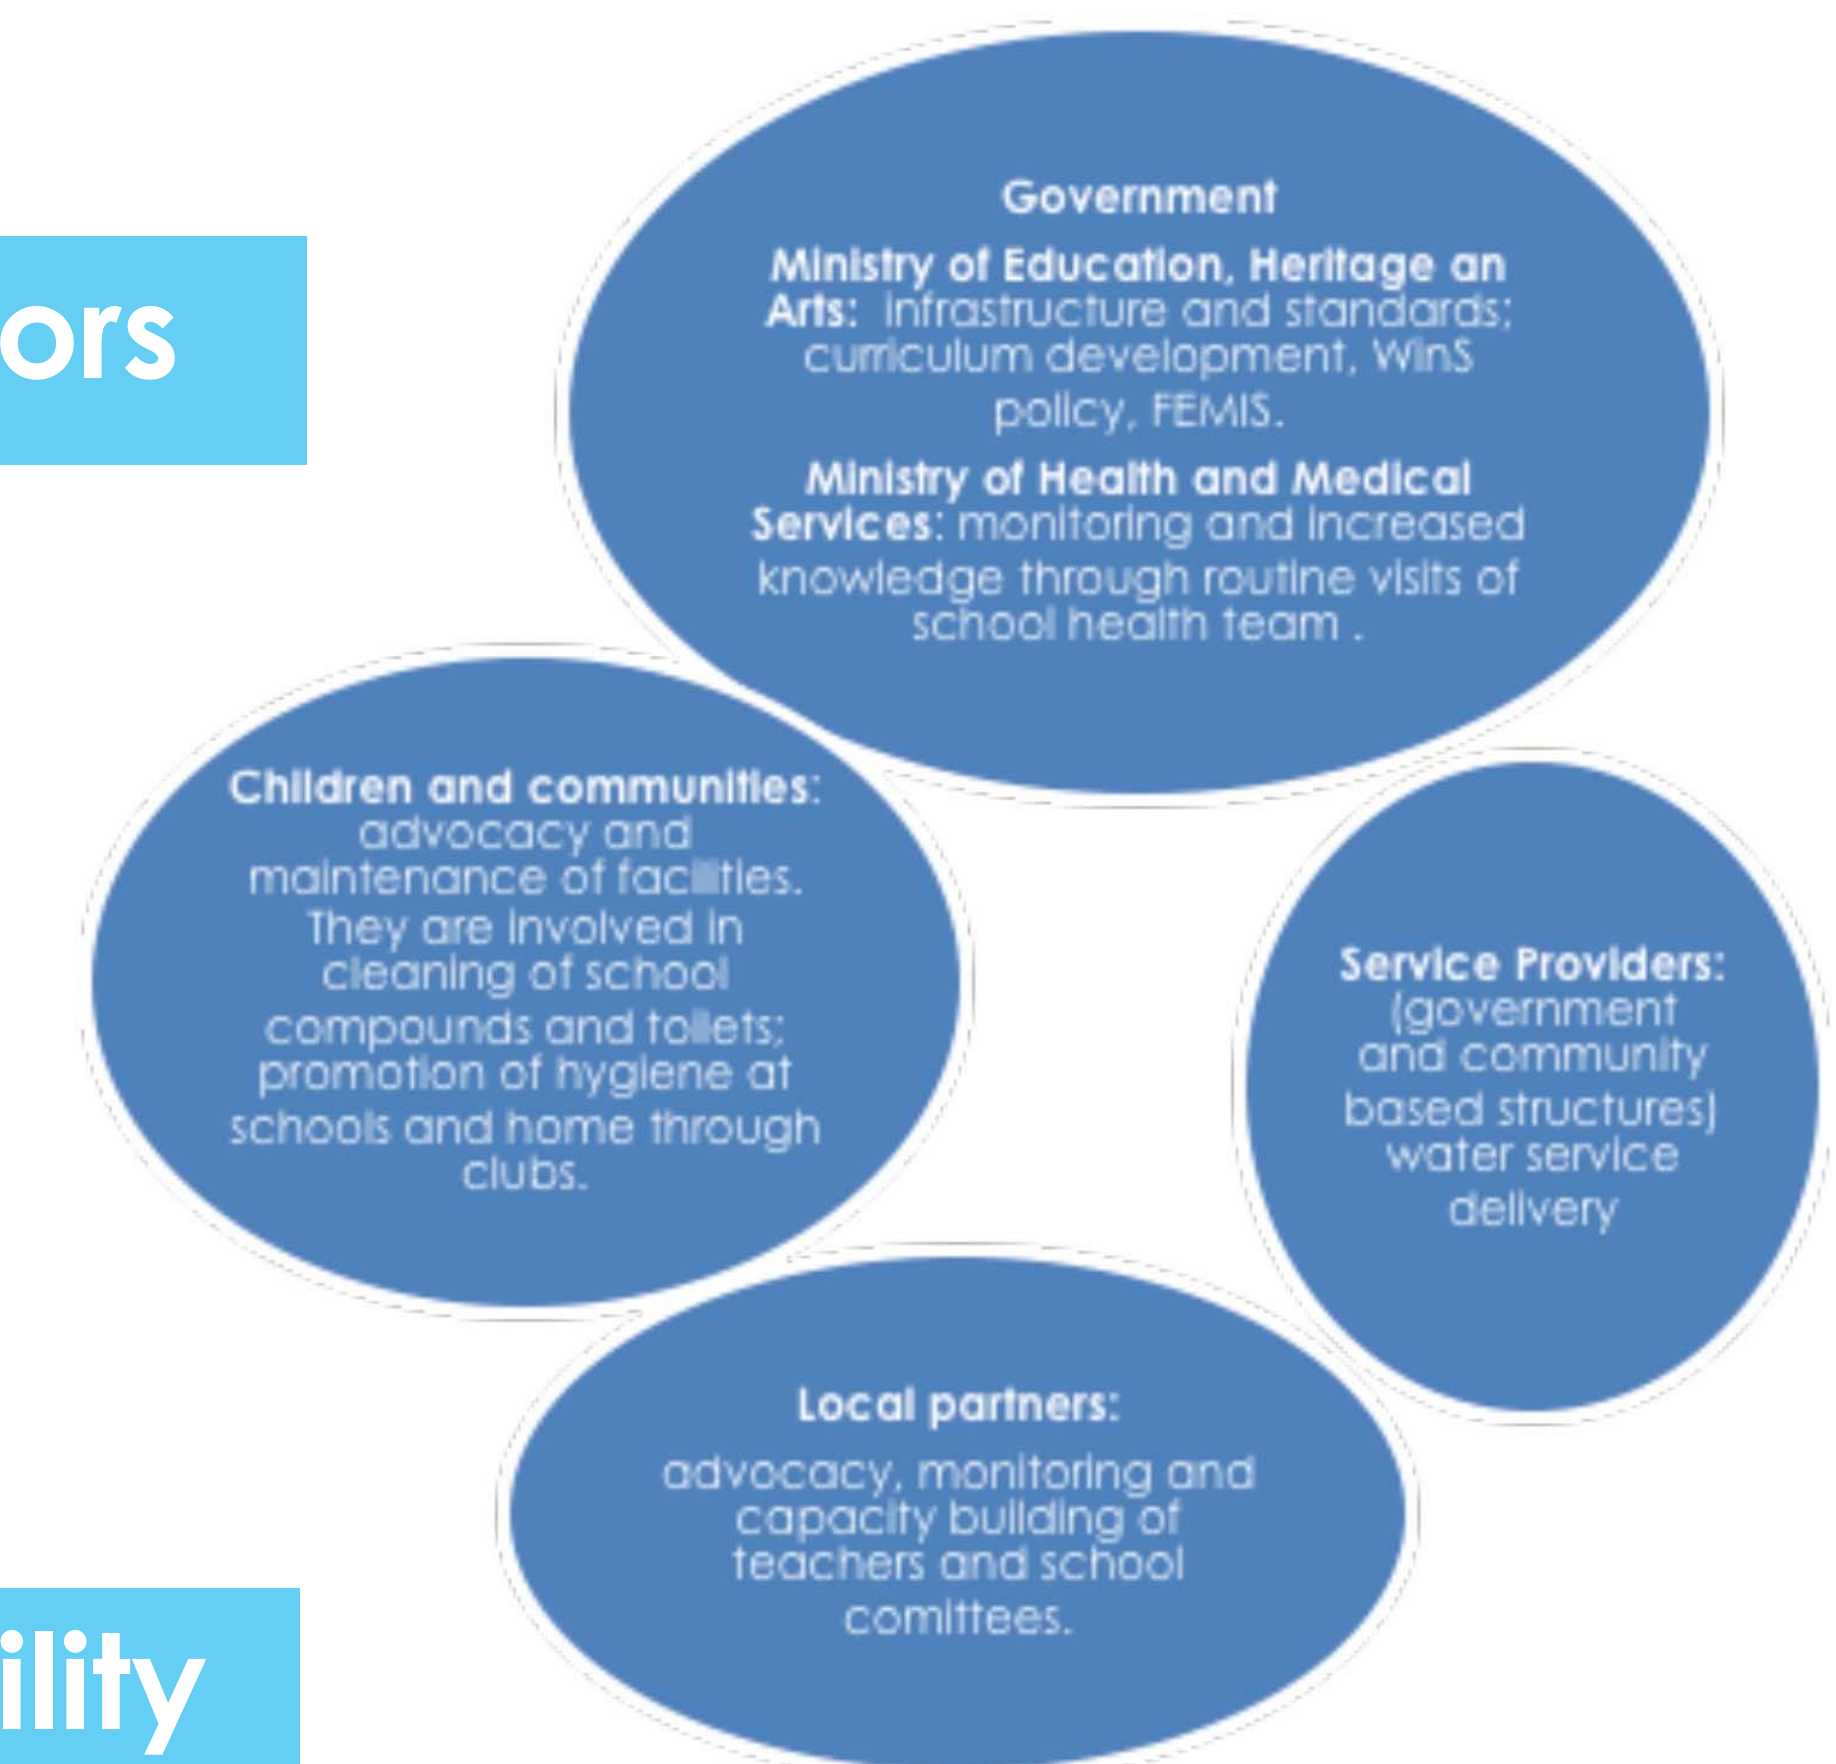 ors
Government
Ministry of Education, Heritage an
Arts: infrastructure and standards;
curriculum development, WinS
policy, FEMIS.
Ministry of Health and Medical
Services: monitoring and increased
knowledge through routine visits of
school health team .
Children and communities:
advocacy and
maintenance of facilities.
They are involved in
cleaning of school
compounds and toilets;
promotion of hygiene at
schools and home through
clubs.
Service Providers:
(government
and community
based structures)
water service
delivery
Local partners:
advocacy, monitoring and
capacity building of
teachers and school
comittees.
ility